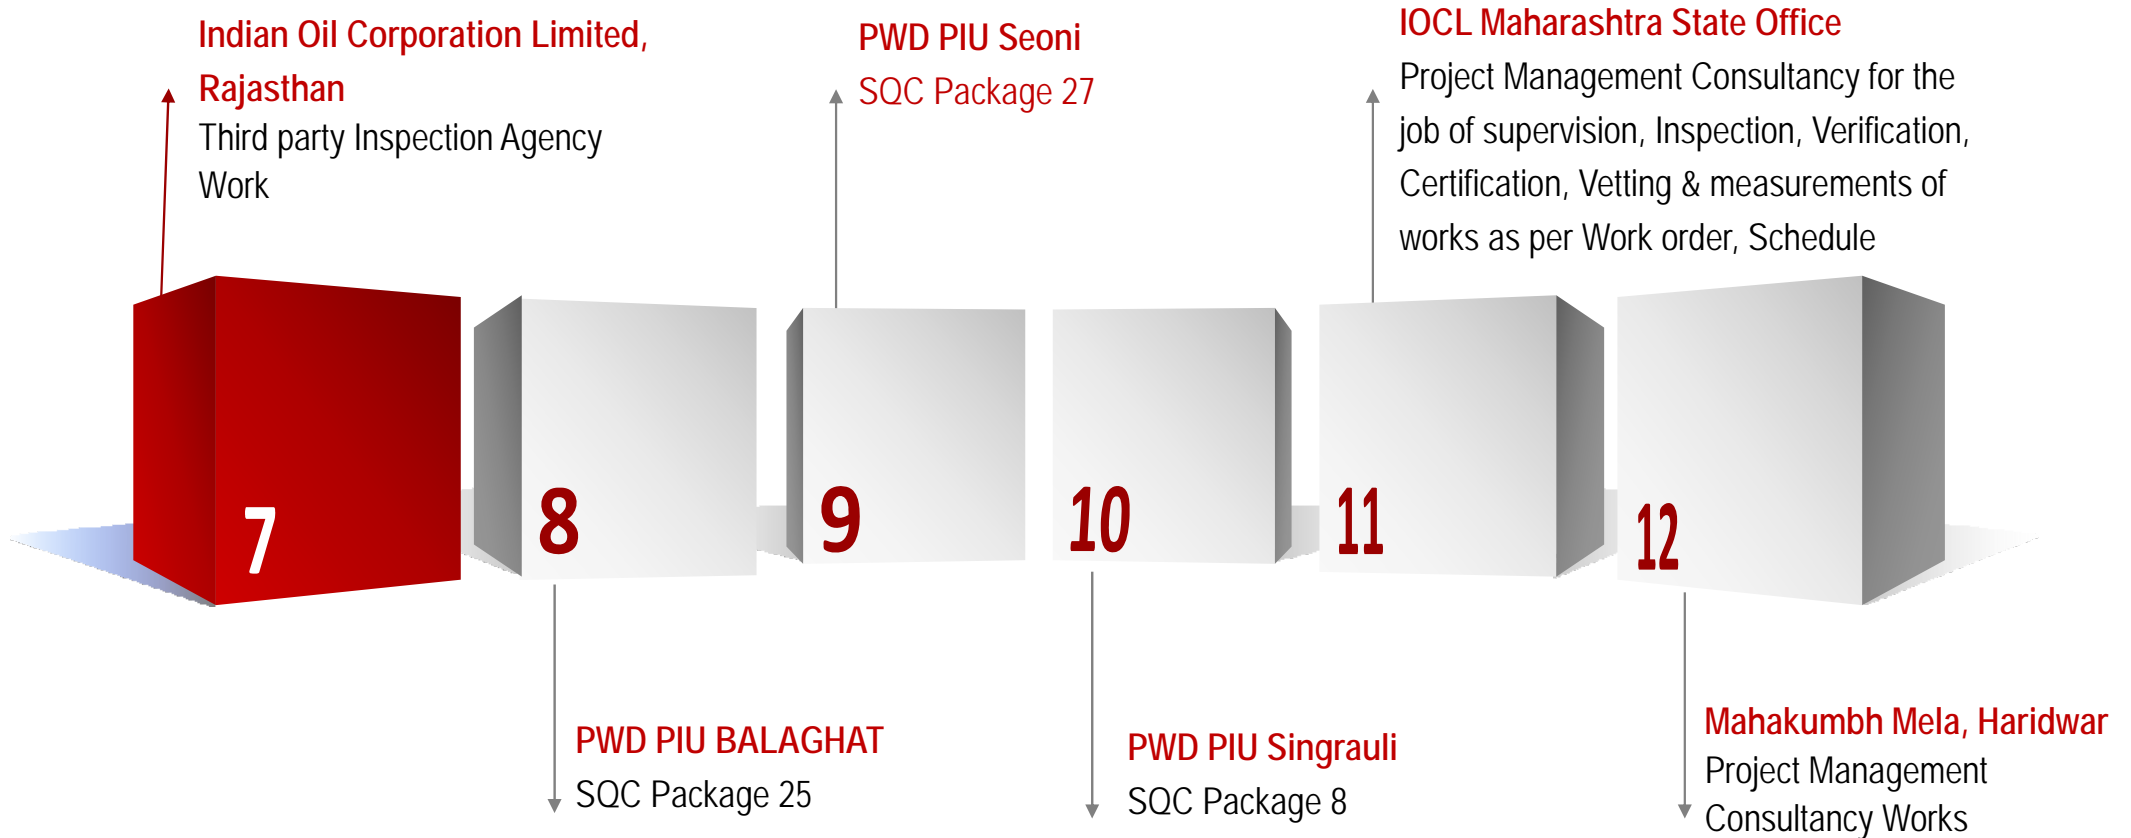 Indian Oil Corporation Limited,
Rajasthan
Third party Inspection Agency
Work
PWD PIU Seoni
SQC Package 27
IOCL Maharashtra State Office
Project Management Consultancy for the
job of supervision, Inspection, Verification,
Certification, Vetting & measurements of
works as per Work order, Schedule
7
8
9
10
11
12
PWD PIU BALAGHAT
SQC Package 25
PWD PIU Singrauli
SQC Package 8
Mahakumbh Mela, Haridwar
Project Management
Consultancy Works